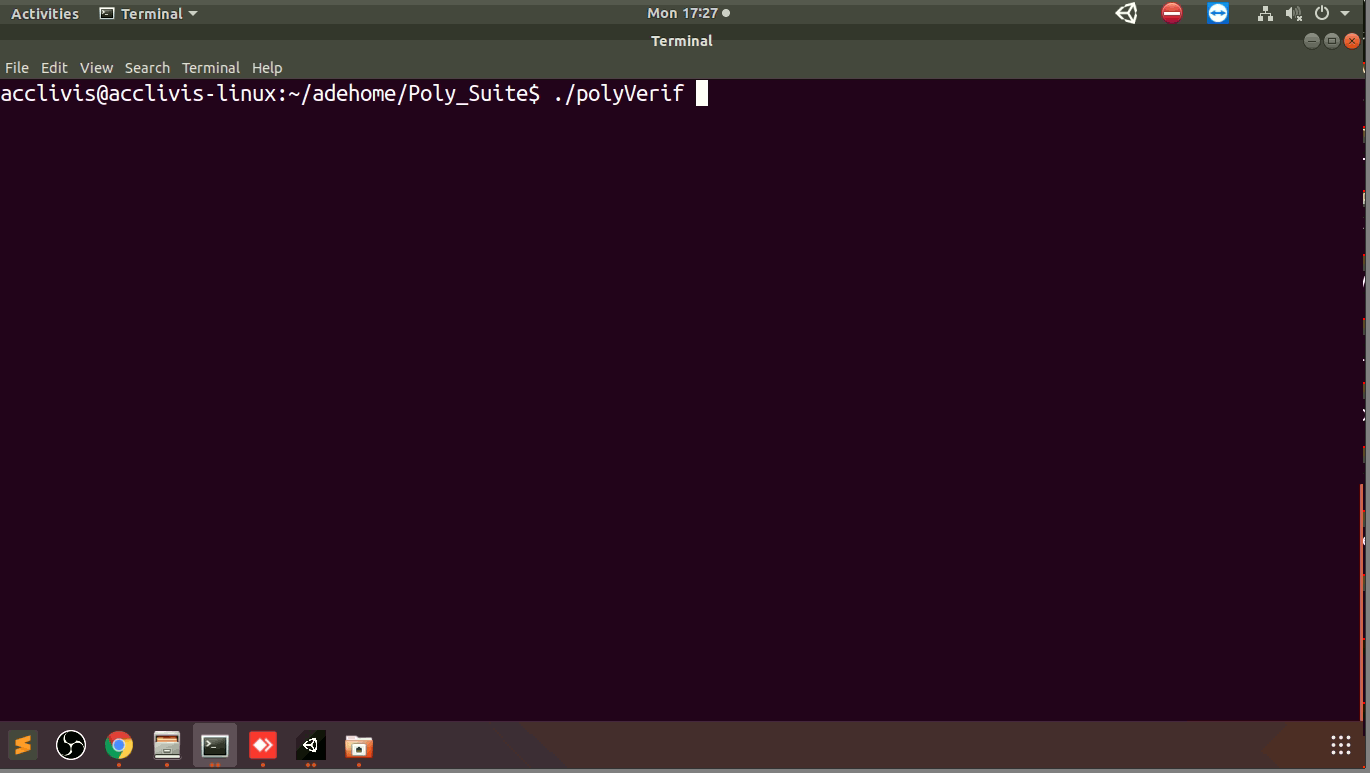 Activities Terminal Mon 17:27
Terminal
File Edit View Search Terminal Help
acclivis@acclivis-linux:~/adehome/Poly_Suite$ ./polyVerif